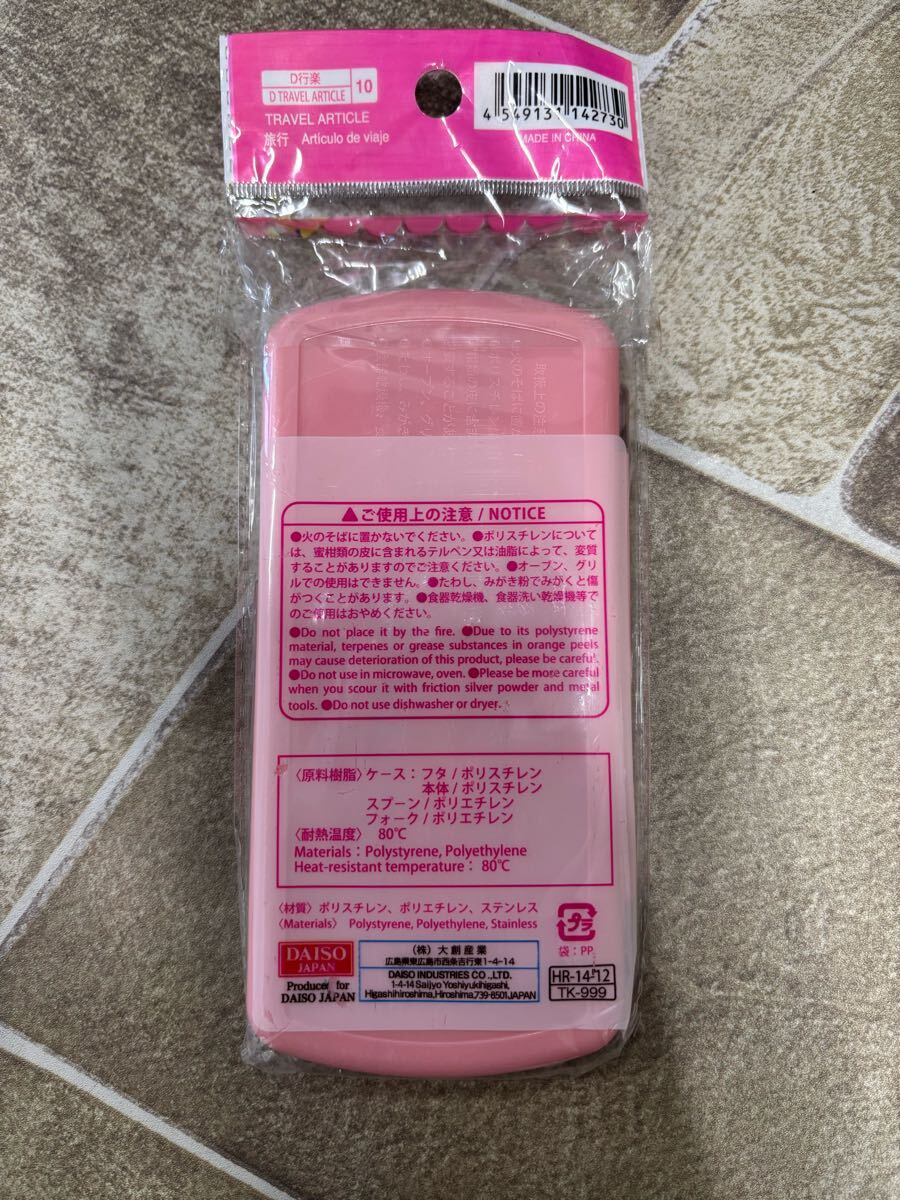 D行楽
D TRAVEL ARTICLE 10
TRAVEL ARTICLE
旅行 Artículo de viaje
4 549131 142730
MADE IN CHINA
取扱上の注
▲ご使用上の注意 / NOTICE
●火のそばに置かないでください。●ポリスチレンについて
は、蜜柑類の皮に含まれるテルペン又は油脂によって、変質
することがありますのでご注意ください。●オーブン、グリ
ルでの使用はできません。●たわし、みがき粉でみがくと傷
がつくことがあります。●食器乾燥機、食器洗い乾燥機等で
のご使用はおやめください。
●Do not place it by the fire. ●Due to its polystyrene
material, terpenes or grease substances in orange peels
may cause deterioration of this product, please be careful.
●Do not use in microwave, oven. ●Please be more careful
when you scour it with friction silver powder and metal
tools. ●Do not use dishwasher or dryer.
〈原料樹脂〉ケース：フタ / ポリスチレン
本体 / ポリスチレン
スプーン / ポリエチレン
フォーク / ポリエチレン
〈耐熱温度〉 80℃
Materials : Polystyrene, Polyethylene
Heat-resistant temperature : 80℃
〈材質〉ポリスチレン、ポリエチレン、ステンレス
〈Materials〉 Polystyrene, Polyethylene, Stainless
プラ
袋：PP
DAISO
JAPAN
Produced for
DAISO JAPAN
(株) 大創産業
広島県東広島市西条吉行東1-4-14
DAISO INDUSTRIES CO.,LTD.
1-4-14 Saijyo Yoshiyukihigashi,
Higashihiroshima,Hiroshima,739-8501,JAPAN
HR-14-12
TK-999